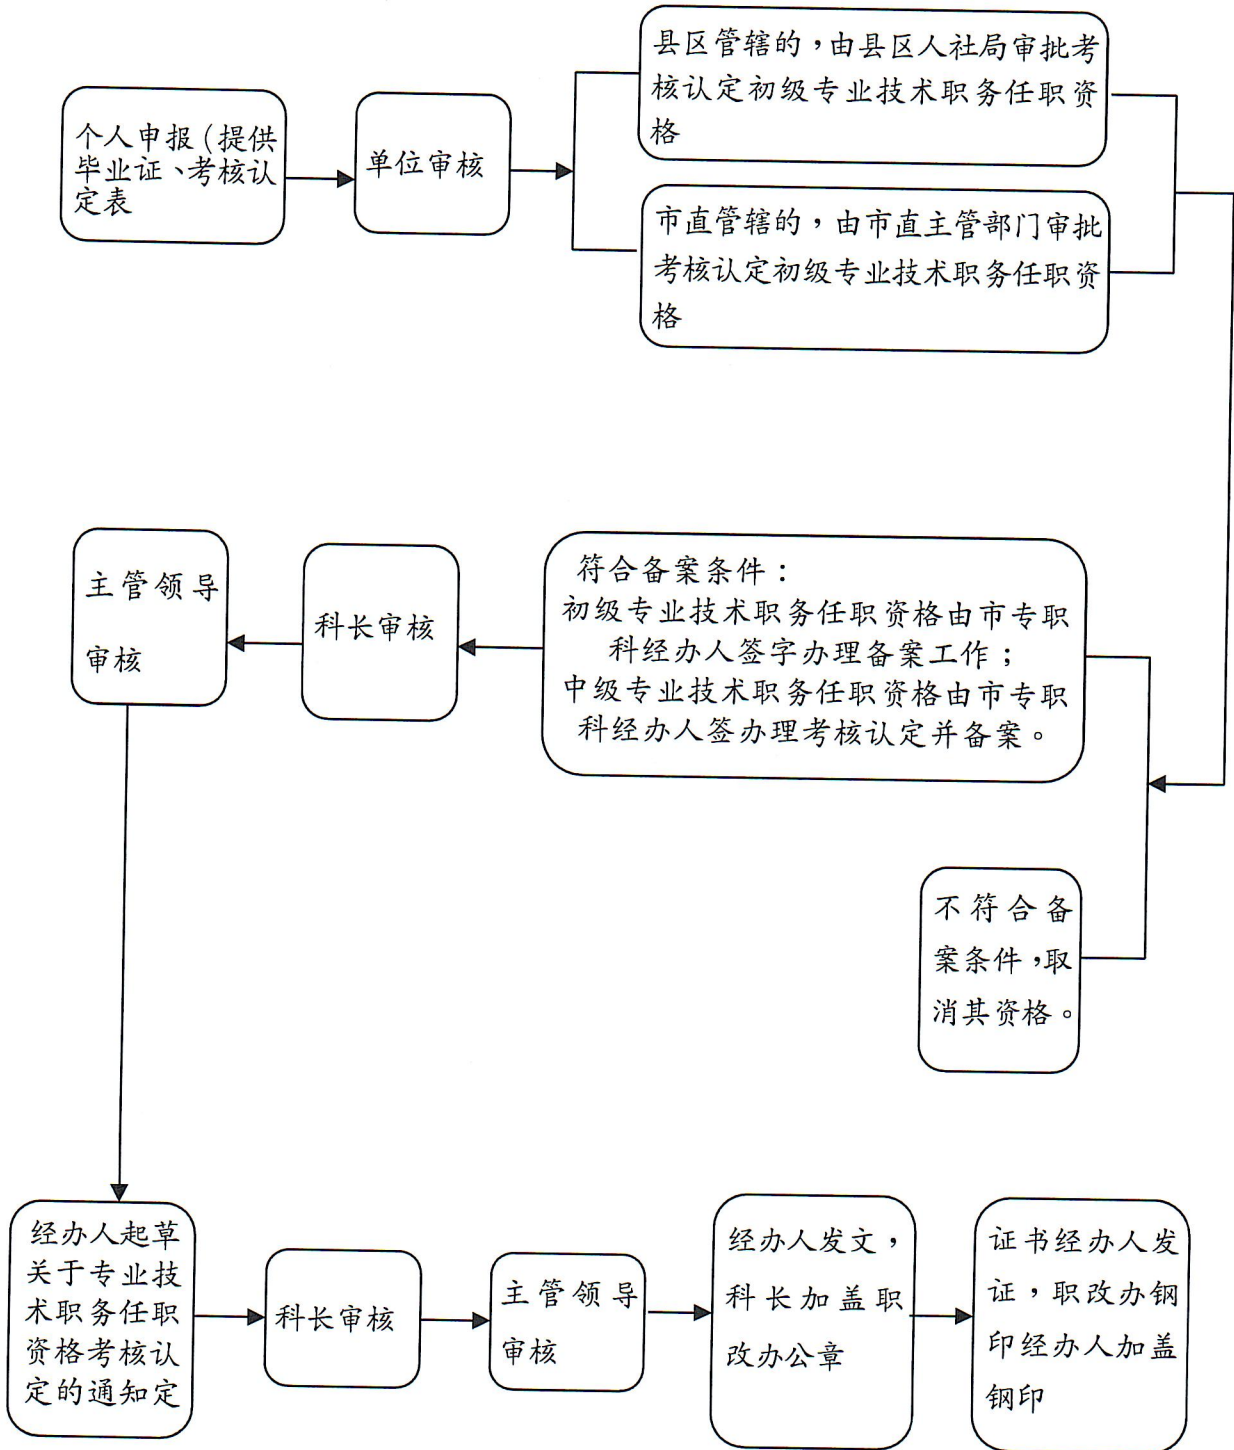 个人申报(提供
毕业证、考核认
定表
单位审核
县区管辖的，由县区人社局审批考
核认定初级专业技术职务任职资
格
市直管辖的，由市直主管部门审批
考核认定初级专业技术职务任职资
格
符合备案条件：
初级专业技术职务任职资格由市专职
科经办人签字办理备案工作；
中级专业技术职务任职资格由市专职
科经办人签办理考核认定并备案。
科长审核
主管领导
审核
不符合备
案条件，取
消其资格。
经办人起草
关于专业技
术职务任职
资格考核认
定的通知定
科长审核
主管领导
审核
经办人发文，
科长加盖职
改办公章
证书经办人发
证，职改办钢
印经办人加盖
钢印